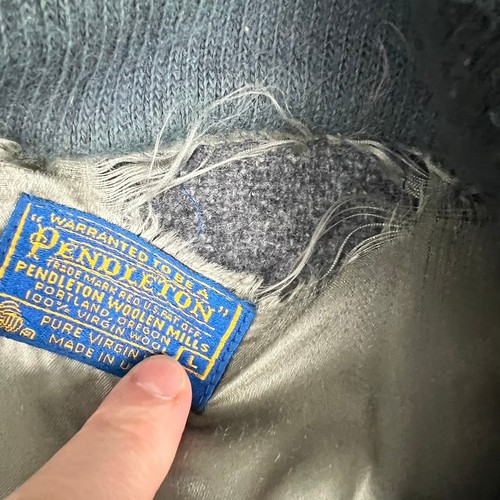 "WARRANTED TO BE A
PENDLETON"
TRADE MARK REG. U.S. PAT. OFF.
PENDLETON WOOLEN MILLS
PORTLAND, OREGON
100% VIRGIN WOOL
PURE VIRGIN
MADE IN U
L